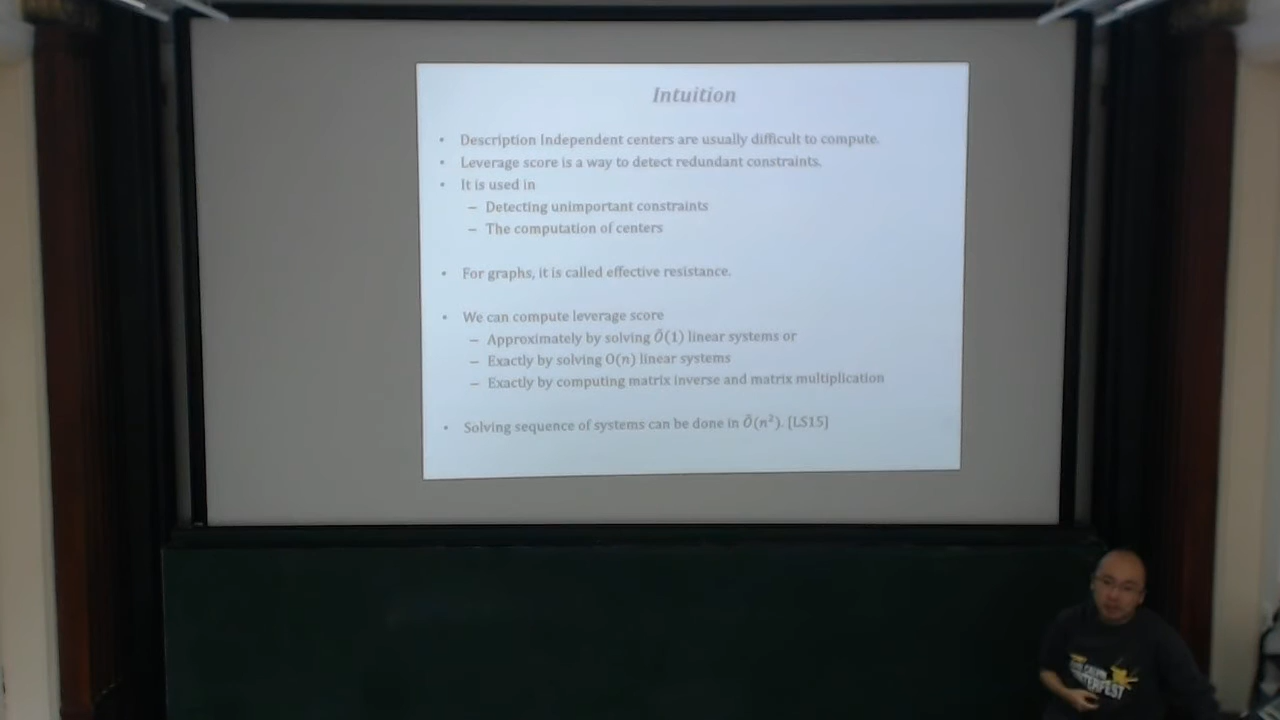 Intuition
• Description Independent centers are usually difficult to compute.
• Leverage score is a way to detect redundant constraints.
• It is used in
– Detecting unimportant constraints
– The computation of centers
• For graphs, it is called effective resistance.
• We can compute leverage score
– Approximately by solving Õ(1) linear systems or
– Exactly by solving O(n) linear systems
– Exactly by computing matrix inverse and matrix multiplication
• Solving sequence of systems can be done in Õ(n²). [LS15]